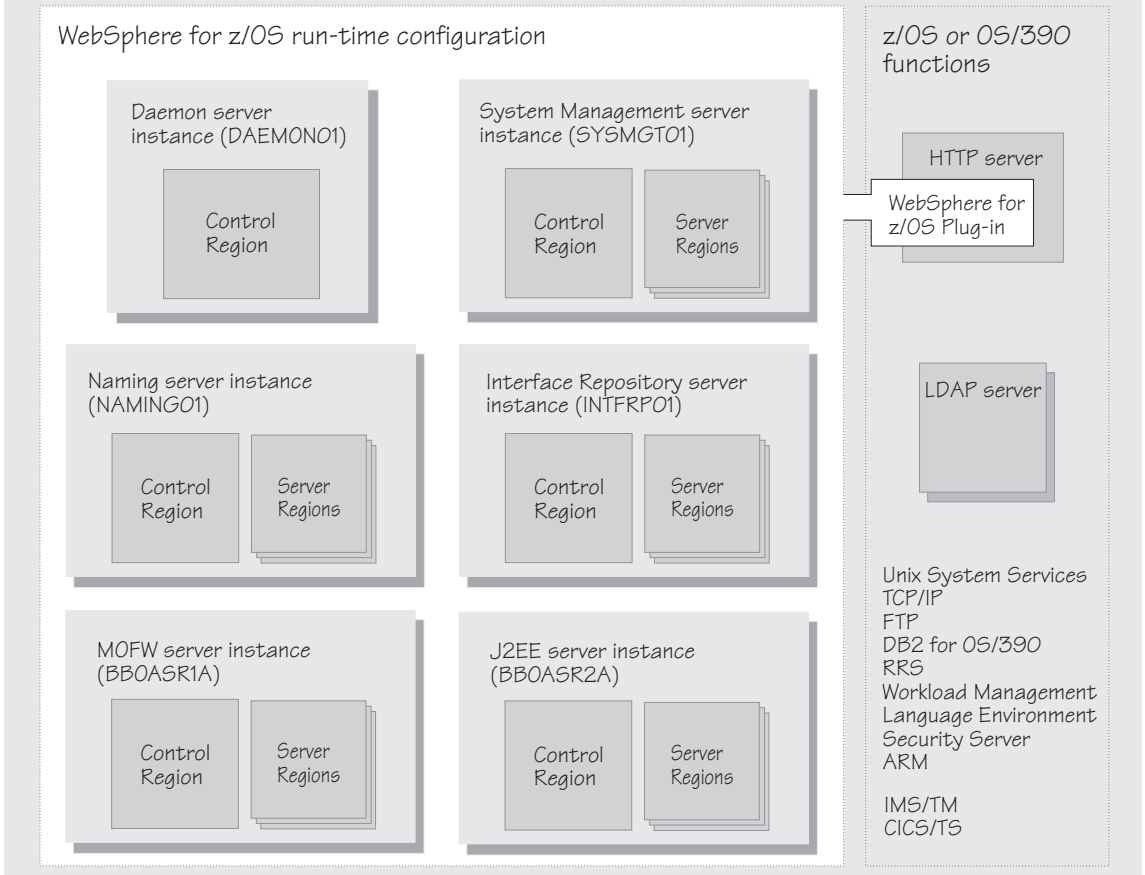 WebSphere for z/OS run-time configuration
Daemon server
instance (DAEMON01)
Control
Region
System Management server
instance (SYSMGT01)
Control
Region
Server
Regions
Naming server instance
(NAMING01)
Control
Region
Server
Regions
Interface Repository server
instance (INTFRP01)
Control
Region
Server
Regions
MOFW server instance
(BBOASR1A)
Control
Region
Server
Regions
J2EE server instance
(BBOASR2A)
Control
Region
Server
Regions
z/OS or OS/390
functions
HTTP server
WebSphere for
z/OS Plug-in
LDAP server
Unix System Services
TCP/IP
FTP
DB2 for OS/390
RRS
Workload Management
Language Environment
Security Server
ARM
IMS/TM
CICS/TS